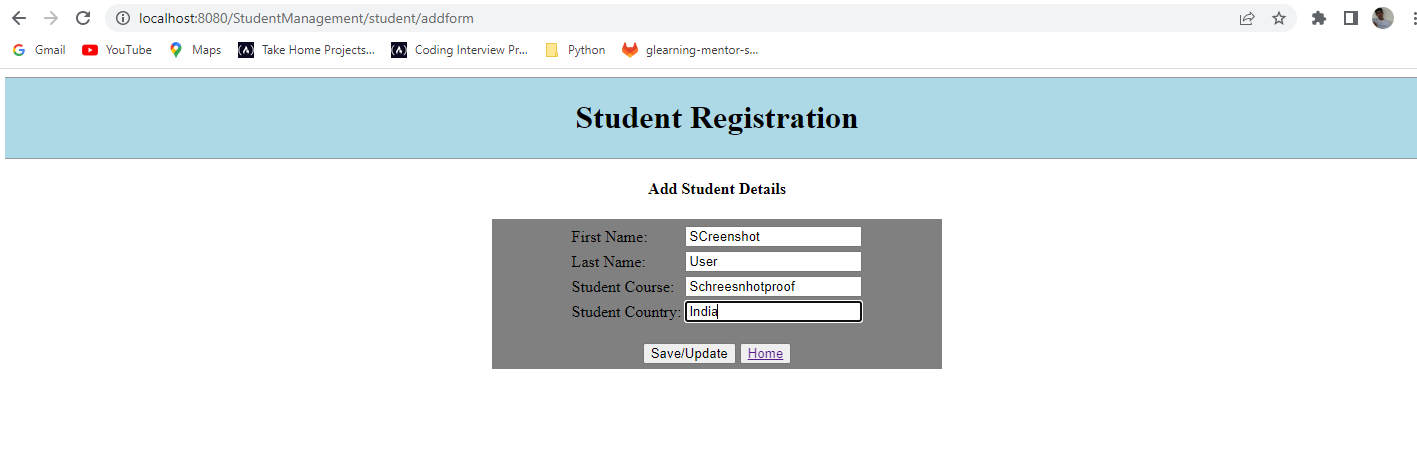 localhost:8080/StudentManagement/student/addform
Gmail YouTube Maps Take Home Projects... Coding Interview Pr... Python glearning-mentor-s...
Student Registration
Add Student Details
First Name: SCreenshot
Last Name: User
Student Course: Schreesnhotproof
Student Country: India
Save/Update Home